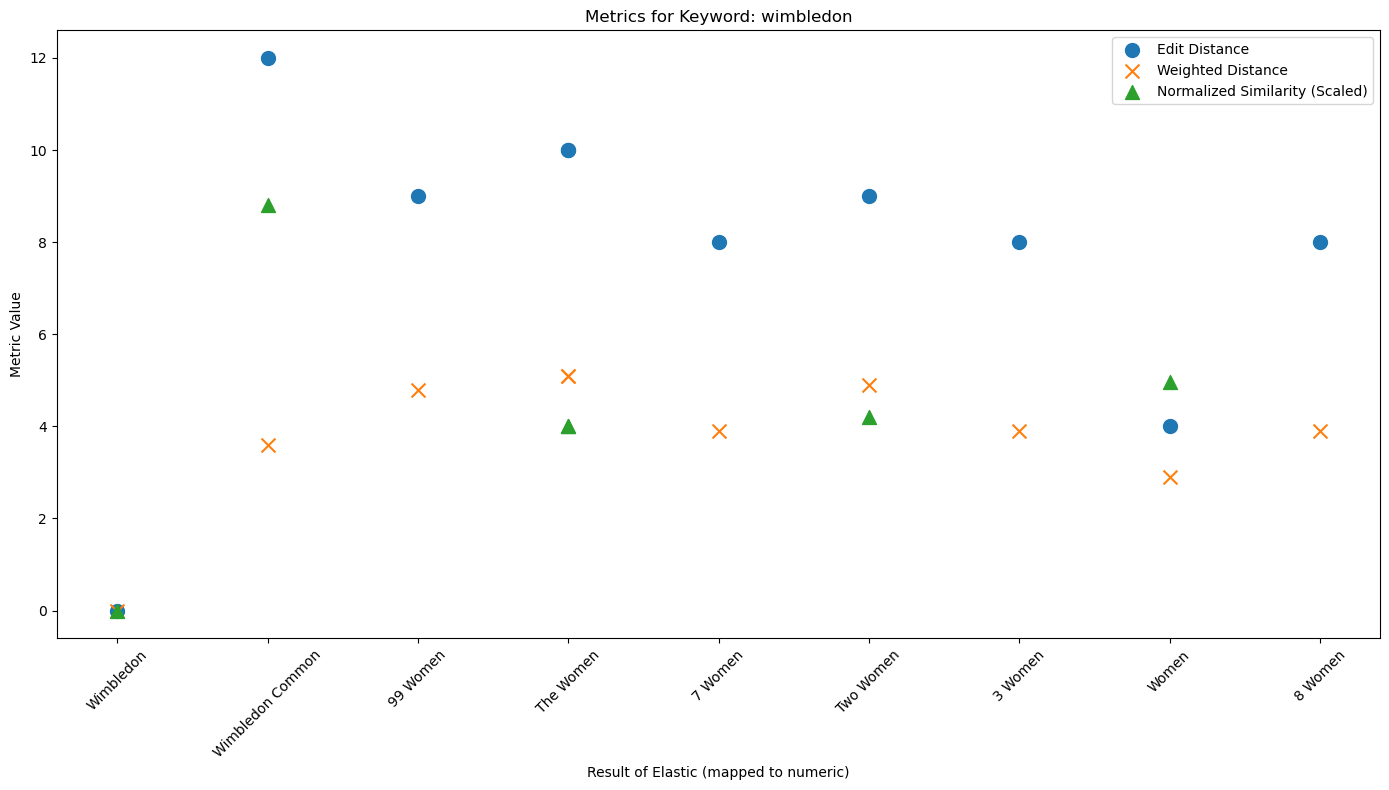 Metrics for Keyword: wimbledon
Edit Distance
Weighted Distance
Normalized Similarity (Scaled)
Metric Value
12
10
8
6
4
2
0
Wimbledon
Wimbledon Common
99 Women
The Women
7 Women
Two Women
3 Women
Women
8 Women
Result of Elastic (mapped to numeric)